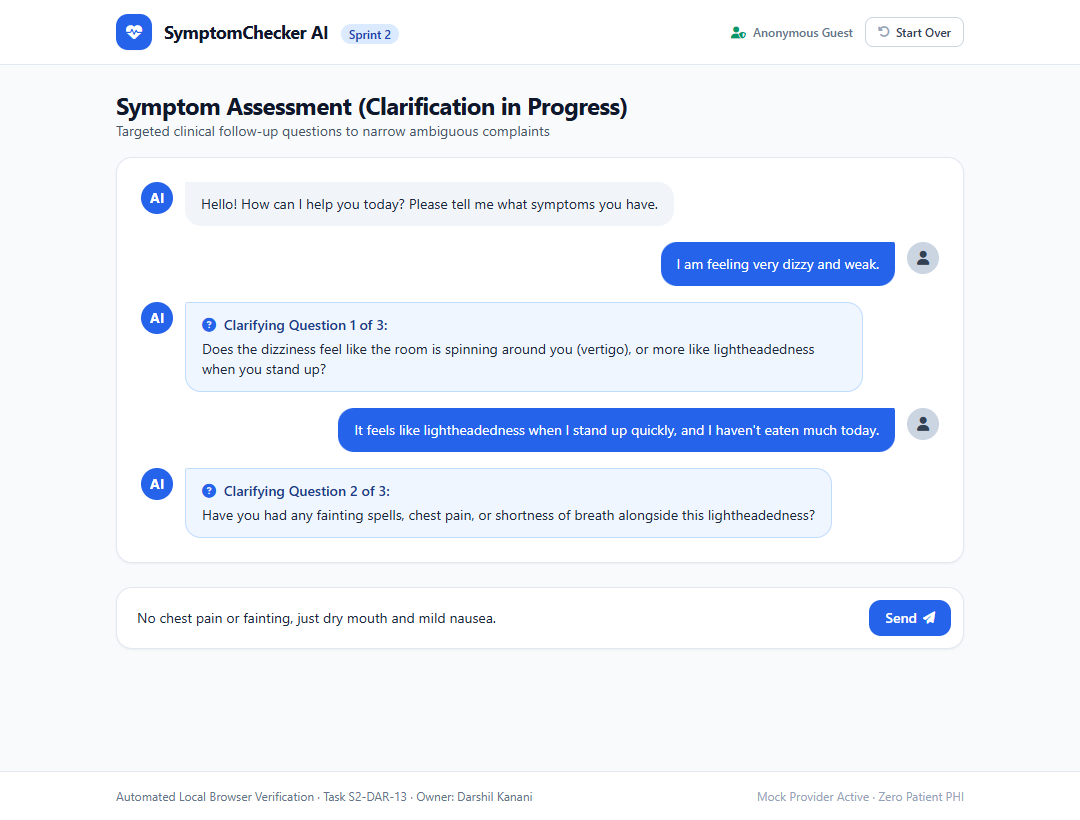 SymptomChecker AI
Sprint 2
Anonymous Guest
Start Over
Symptom Assessment (Clarification in Progress)
Targeted clinical follow-up questions to narrow ambiguous complaints
AI
Hello! How can I help you today? Please tell me what symptoms you have.
I am feeling very dizzy and weak.
AI
? Clarifying Question 1 of 3:
Does the dizziness feel like the room is spinning around you (vertigo), or more like lightheadedness
when you stand up?
It feels like lightheadedness when I stand up quickly, and I haven't eaten much today.
AI
? Clarifying Question 2 of 3:
Have you had any fainting spells, chest pain, or shortness of breath alongside this lightheadedness?
No chest pain or fainting, just dry mouth and mild nausea.
Send
Automated Local Browser Verification · Task S2-DAR-13 · Owner: Darshil Kanani
Mock Provider Active · Zero Patient PHI